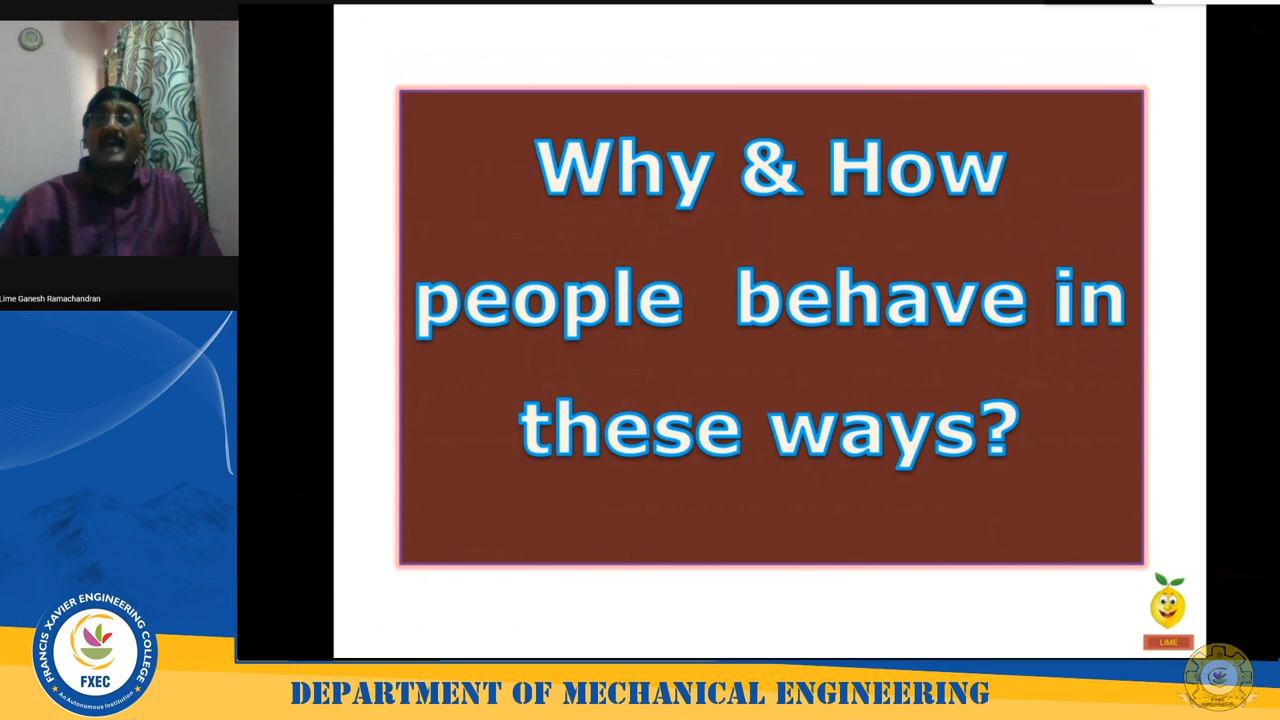 Why & How
people behave in
these ways?
Lime Ganesh Ramachandran
LIME
FRANCIS XAVIER ENGINEERING COLLEGE
FXEC
An Autonomous Institution
DEPARTMENT OF MECHANICAL ENGINEERING